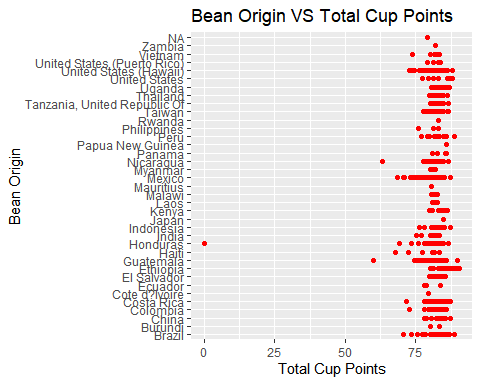 Bean Origin VS Total Cup Points
NA
Zambia
Vietnam
United States (Puerto Rico)
United States (Hawaii)
United States
Uganda
Thailand
Tanzania, United Republic Of
Taiwan
Rwanda
Philippines
Peru
Papua New Guinea
Panama
Nicaragua
Myanmar
Mexico
Mauritius
Malawi
Laos
Kenya
Japan
Indonesia
India
Honduras
Haiti
Guatemala
Ethiopia
El Salvador
Ecuador
Cote d?Ivoire
Costa Rica
Colombia
China
Burundi
Brazil
Bean Origin
0 25 50 75
Total Cup Points